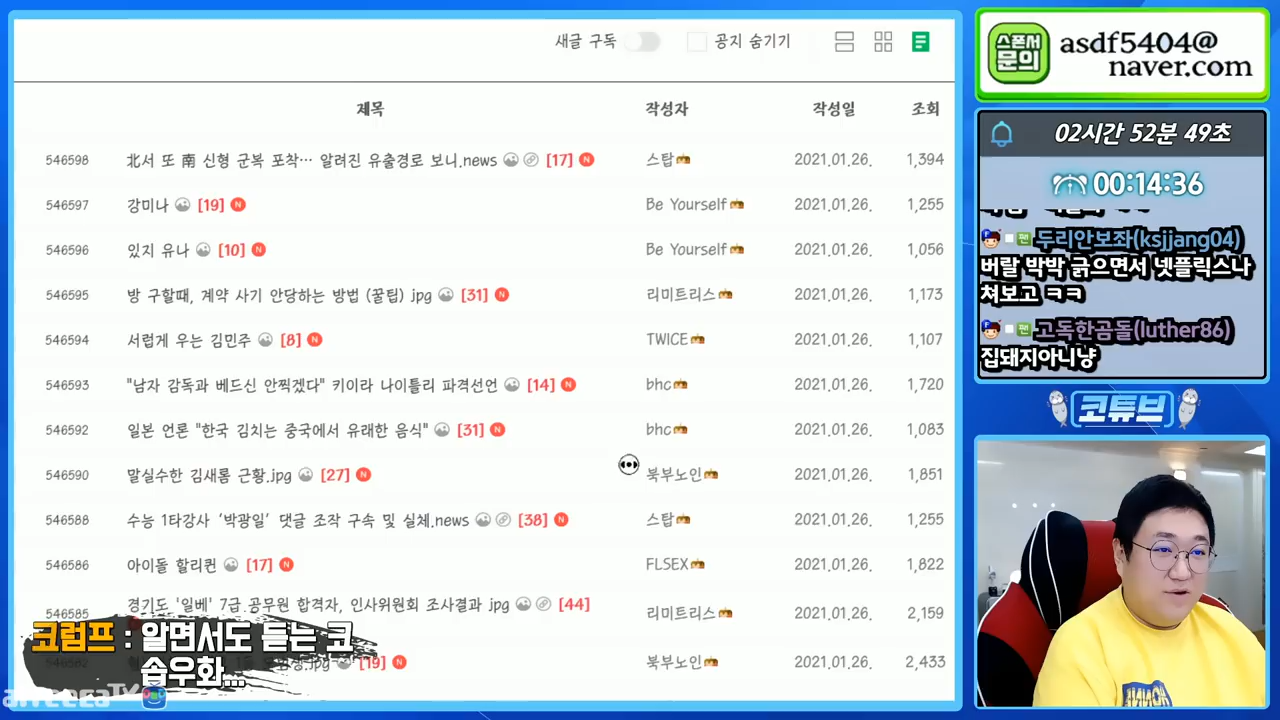 새글 구독 공지 숨기기
제목 작성자 작성일 조회
546598 北서 또 南 신형 군복 포착… 알려진 유출경로 보니.news [17] N 스탑 2021.01.26. 1,394
546597 강미나 [19] N Be Yourself 2021.01.26. 1,255
546596 있지 유나 [10] N Be Yourself 2021.01.26. 1,056
546595 방 구할때, 계약 사기 안당하는 방법 (꿀팁) jpg [31] N 리미트리스 2021.01.26. 1,173
546594 서럽게 우는 김민주 [8] N TWICE 2021.01.26. 1,107
546593 "남자 감독과 베드신 안찍겠다" 키이라 나이틀리 파격선언 [14] N bhc 2021.01.26. 1,720
546592 일본 언론 "한국 김치는 중국에서 유래한 음식" [31] N bhc 2021.01.26. 1,083
546590 말실수한 김새롬 근황.jpg [27] N 북부노인 2021.01.26. 1,851
546588 수능 1타강사 ‘박광일’ 댓글 조작 구속 및 실체.news [38] N 스탑 2021.01.26. 1,255
546586 아이돌 할리퀸 [17] N FLSEX 2021.01.26. 1,822
546585 경기도 '일베' 7급 공무원 합격자, 인사위원회 조사결과 jpg [44] 리미트리스 2021.01.26. 2,159
[19] N 북부노인 2021.01.26. 2,433
코럼프 : 알면서도 듣는 코
습우화...
afreecaTV
스폰서
문의
asdf5404@
naver.com
02시간 52분 49초
00:14:36
팬 두리안보좌(ksjjang04)
버랄 박박 긁으면서 넷플릭스나
쳐보고 ㅋㅋ
팬 고독한곰돌(luther86)
집돼지아니냥
코튜브